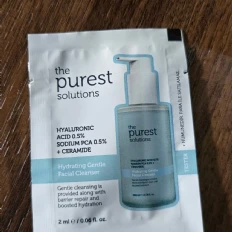 the
purest
solutions
HYALURONIC
ACID 0.5%
SODIUM PCA 0.5%
+ CERAMIDE
Hydrating Gentle
Facial Cleanser
Gentle cleansing is
provided along with
barrier repair and
boosted hydration.
2 ml / 0.06 fl. oz.
the
purest
solutions